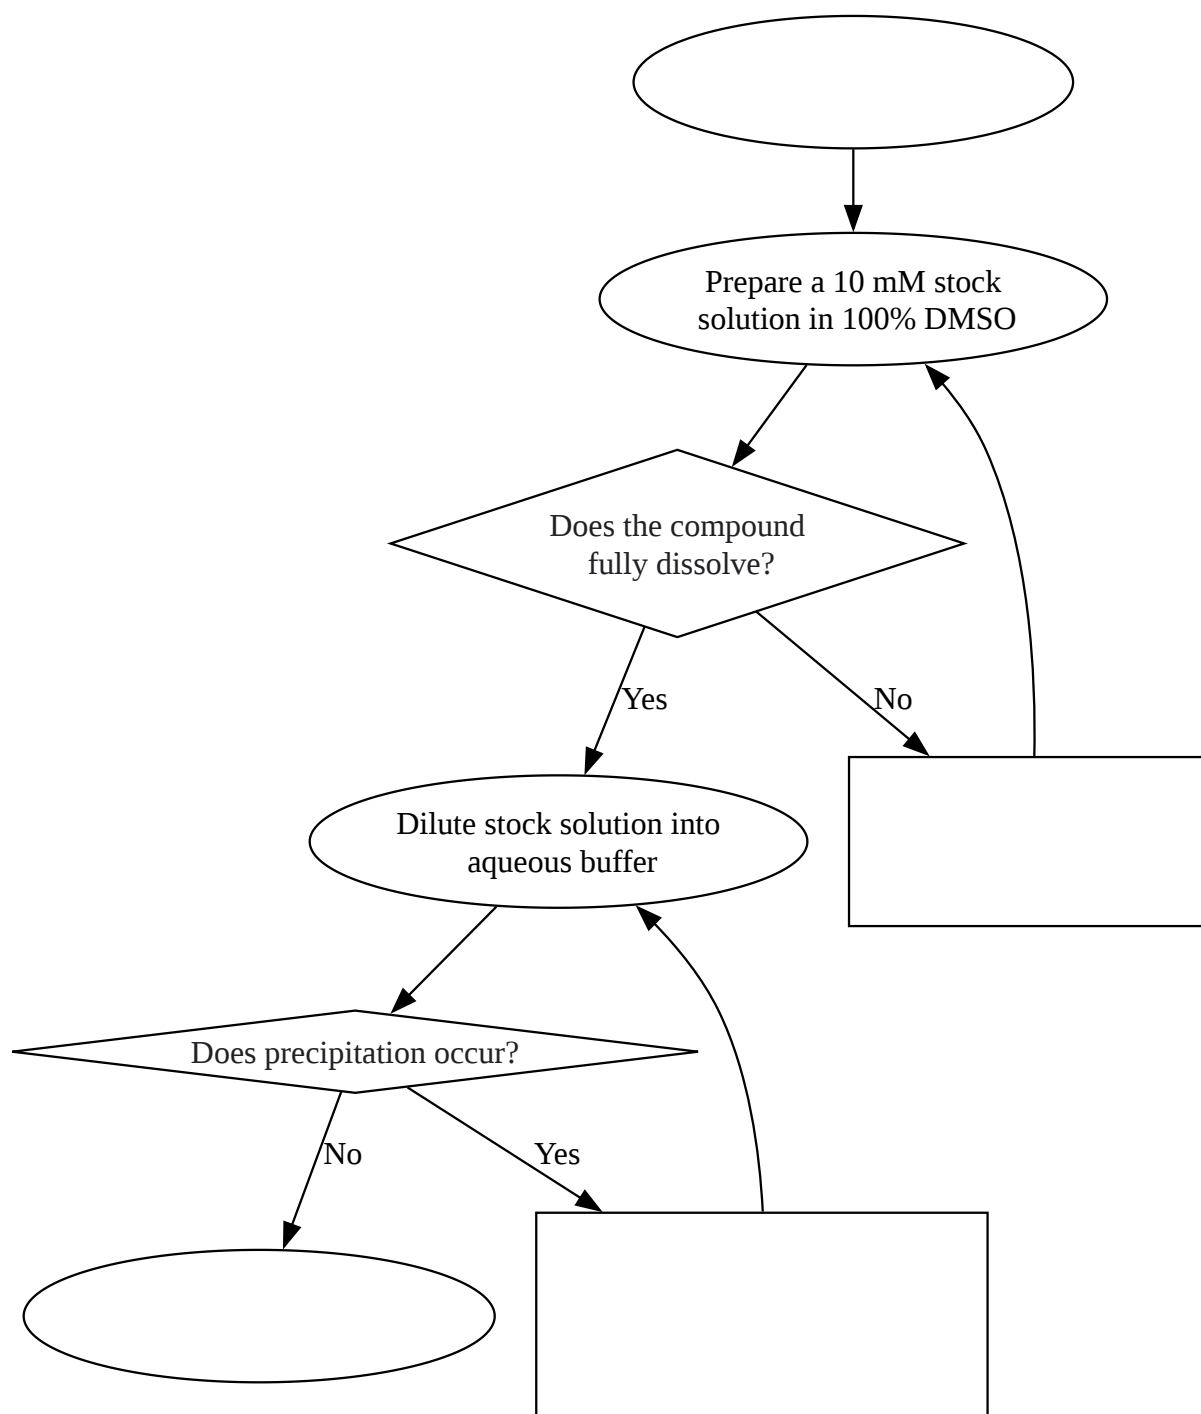 Prepare a 10 mM stock
solution in 100% DMSO
Does the compound
fully dissolve?
Yes
No
Dilute stock solution into
aqueous buffer
Does precipitation occur?
No
Yes